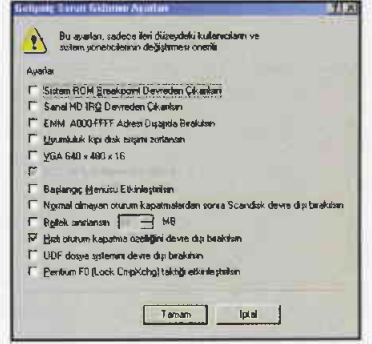 Gelişmiş Sorun Giderme Ayarları
Bu ayarları, sadece ileri düzeydeki kullanıcıların ve
sistem yöneticilerinin değiştirmesi önerilir
Ayarlar
Sistem ROM Breakpoint Devreden Çıkarılsın
Sanal HD IRQ Devreden Çıkarılsın
EMM A000-FFFF Adresi Dışarıda Bırakılsın
Uyumluluk kipi disk erişimi zorlansın
VGA 640 x 480 x 16
Başlangıç Menüsü Etkinleştirilsin
Normal olmayan oturum kapatmalardan sonra Scandisk devre dışı bırakılsın
Bellek sınırlansın MB
Hızlı oturum kapatma özelliğini devre dışı bırakılsın
UDF dosya sistemini devre dışı bırakılsın
Pentium F0 (Lock CmpXchg) taktiği etkinleştirilsin
Tamam İptal